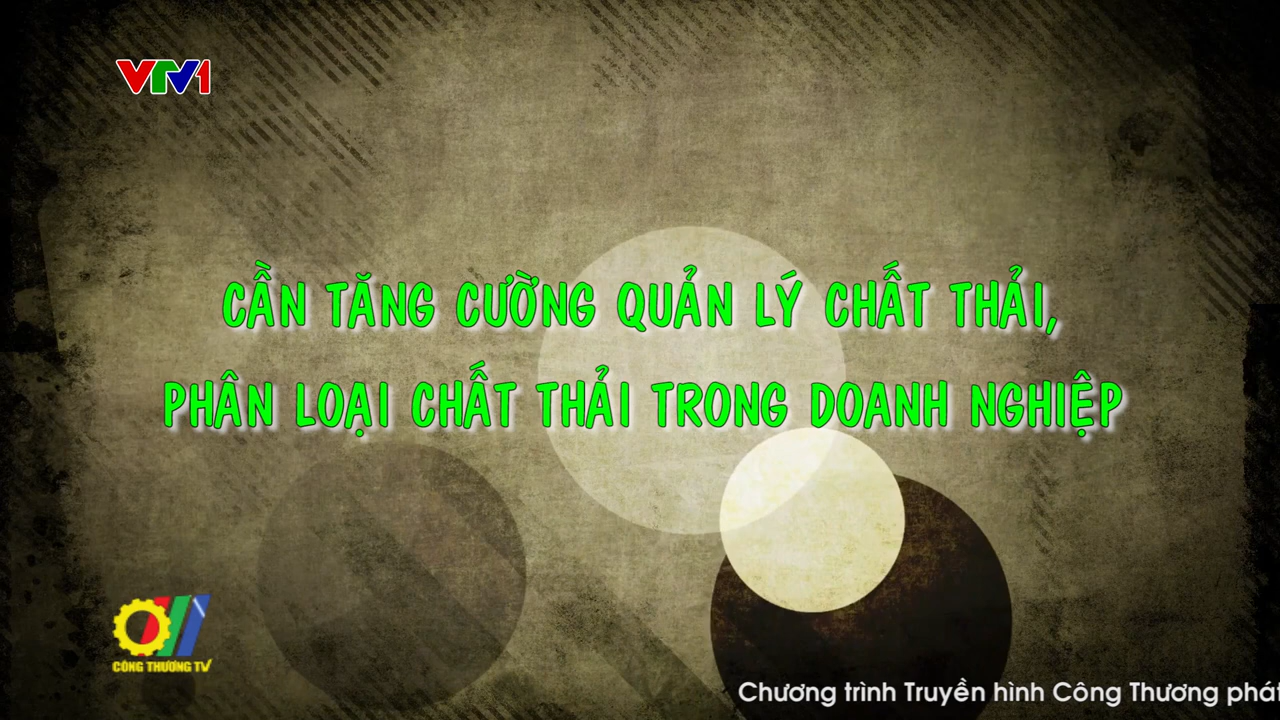 VTV1
CẦN TĂNG CƯỜNG QUẢN LÝ CHẤT THẢI,
PHÂN LOẠI CHẤT THẢI TRONG DOANH NGHIỆP
CÔNG THƯƠNG TV
Chương trình Truyền hình Công Thương phát